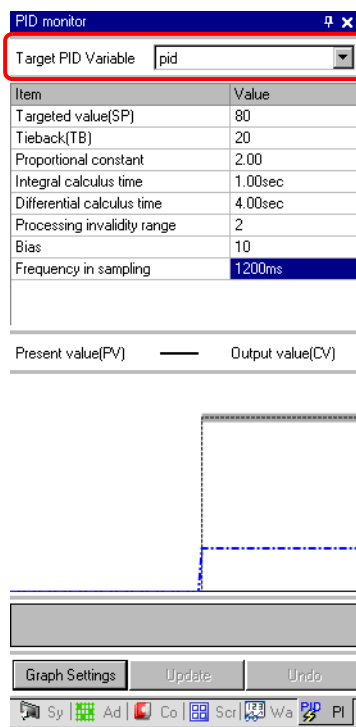 PID monitor
Target PID Variable pid
Item Value
Targeted value(SP) 80
Tieback(TB) 20
Proportional constant 2.00
Integral calculus time 1.00sec
Differential calculus time 4.00sec
Processing invalidity range 2
Bias 10
Frequency in sampling 1200ms
Present value(PV) Output value(CV)
Graph Settings Update Undo
Sy Ad Co Scr Wa PID PI